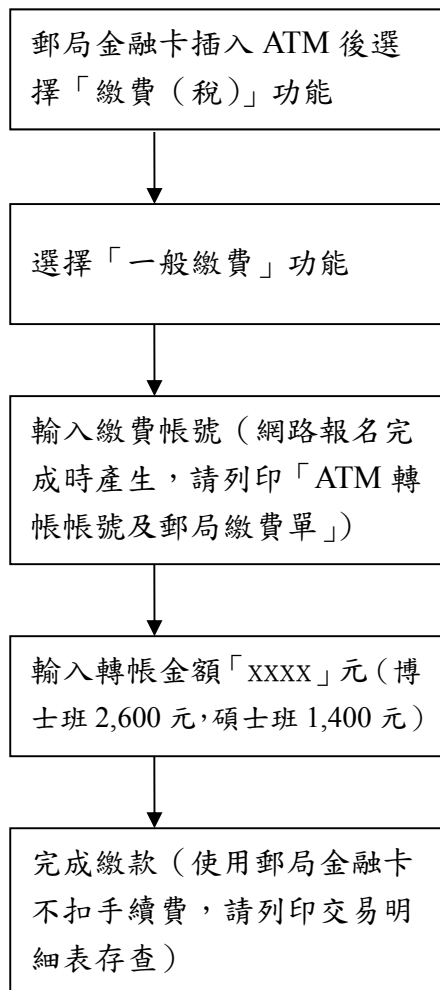 郵局金融卡插入 ATM 後選
擇「繳費（稅）」功能
選擇「一般繳費」功能
輸入繳費帳號（網路報名完
成時產生，請列印「ATM 轉
帳帳號及郵局繳費單」）
輸入轉帳金額「xxxx」元（博
士班 2,600 元，碩士班 1,400 元）
完成繳款（使用郵局金融卡
不扣手續費，請列印交易明
細表存查）